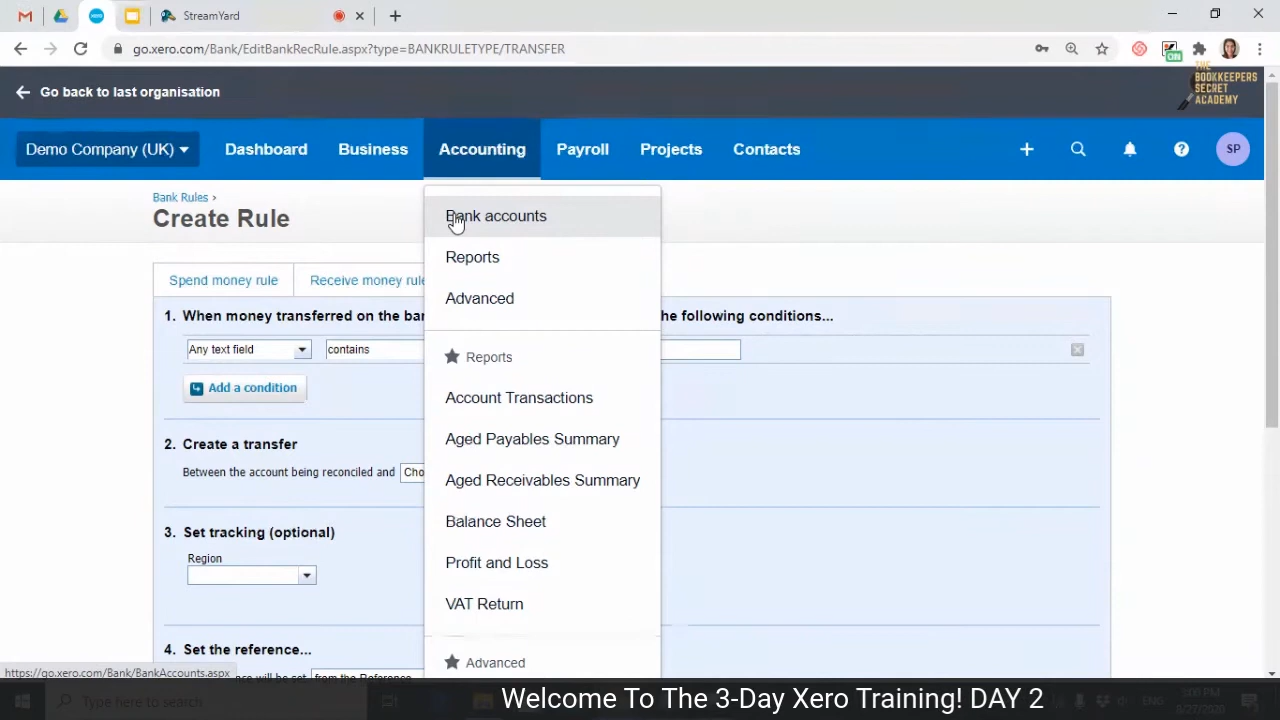 StreamYard
go.xero.com/Bank/EditBankRecRule.aspx?type=BANKRULETYPE/TRANSFER
ON
Go back to last organisation
THE
BOOKKEEPERS
SECRET
ACADEMY
Demo Company (UK)
Dashboard
Business
Accounting
Payroll
Projects
Contacts
SP
Bank Rules ›
Create Rule
Bank accounts
Reports
Advanced
Reports
Account Transactions
Aged Payables Summary
Aged Receivables Summary
Balance Sheet
Profit and Loss
VAT Return
Advanced
Spend money rule
Receive money rule
1. When money transferred on the ban
he following conditions...
Any text field
contains
Add a condition
2. Create a transfer
Between the account being reconciled and
Cho
3. Set tracking (optional)
Region
4. Set the reference...
ence will be set
from the Reference
https://go.xero.com/Bank/BankAccounts.aspx
Type here to search
ENG
Welcome To The 3-Day Xero Training! DAY 2